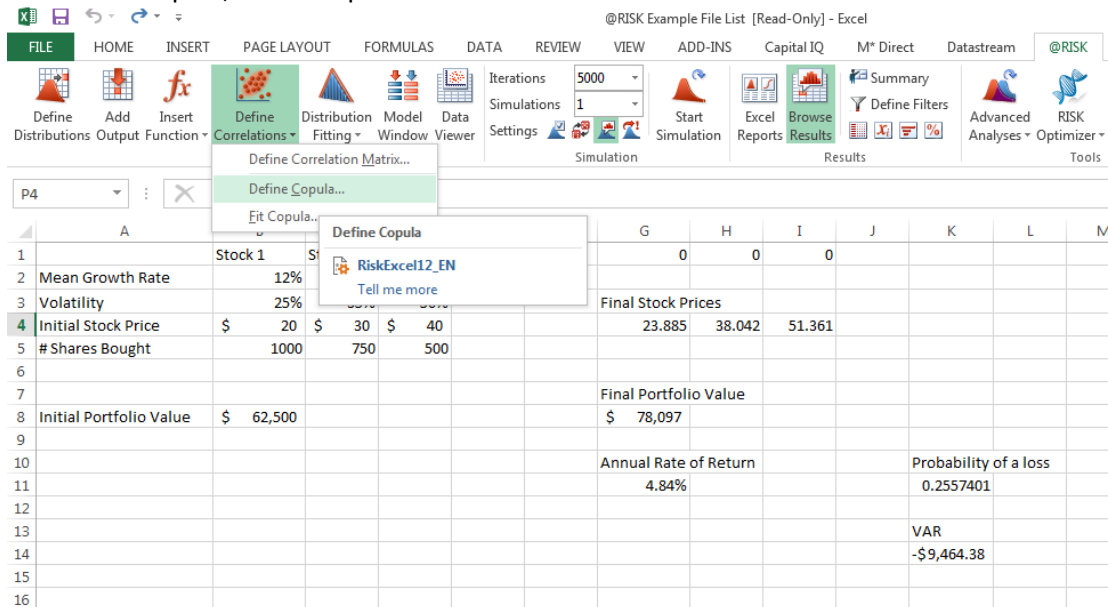 @RISK Example File List [Read-Only] - Excel
FILE HOME INSERT PAGE LAYOUT FORMULAS DATA REVIEW VIEW ADD-INS Capital IQ M* Direct Datastream @RISK
Define Distributions
Add Output
Insert Function
Define Correlations
Distribution Fitting
Model Window
Data Viewer
Iterations 5000
Simulations 1
Settings
Start Simulation
Excel Reports
Browse Results
Summary
Define Filters
Advanced Analyses
RISK Optimizer
Simulation Results Tools
Define Correlation Matrix...
Define Copula...
Fit Copula...
Define Copula
RiskExcel12_EN
Tell me more
P4
A G H I J K L M
1 Stock 1 0 0 0
2 Mean Growth Rate 12%
3 Volatility 25% Final Stock Prices
4 Initial Stock Price $ 20 $ 30 $ 40 23.885 38.042 51.361
5 # Shares Bought 1000 750 500
6
7 Final Portfolio Value
8 Initial Portfolio Value $ 62,500 $ 78,097
9
10 Annual Rate of Return Probability of a loss
11 4.84% 0.2557401
12
13 VAR
14 -$9,464.38
15
16